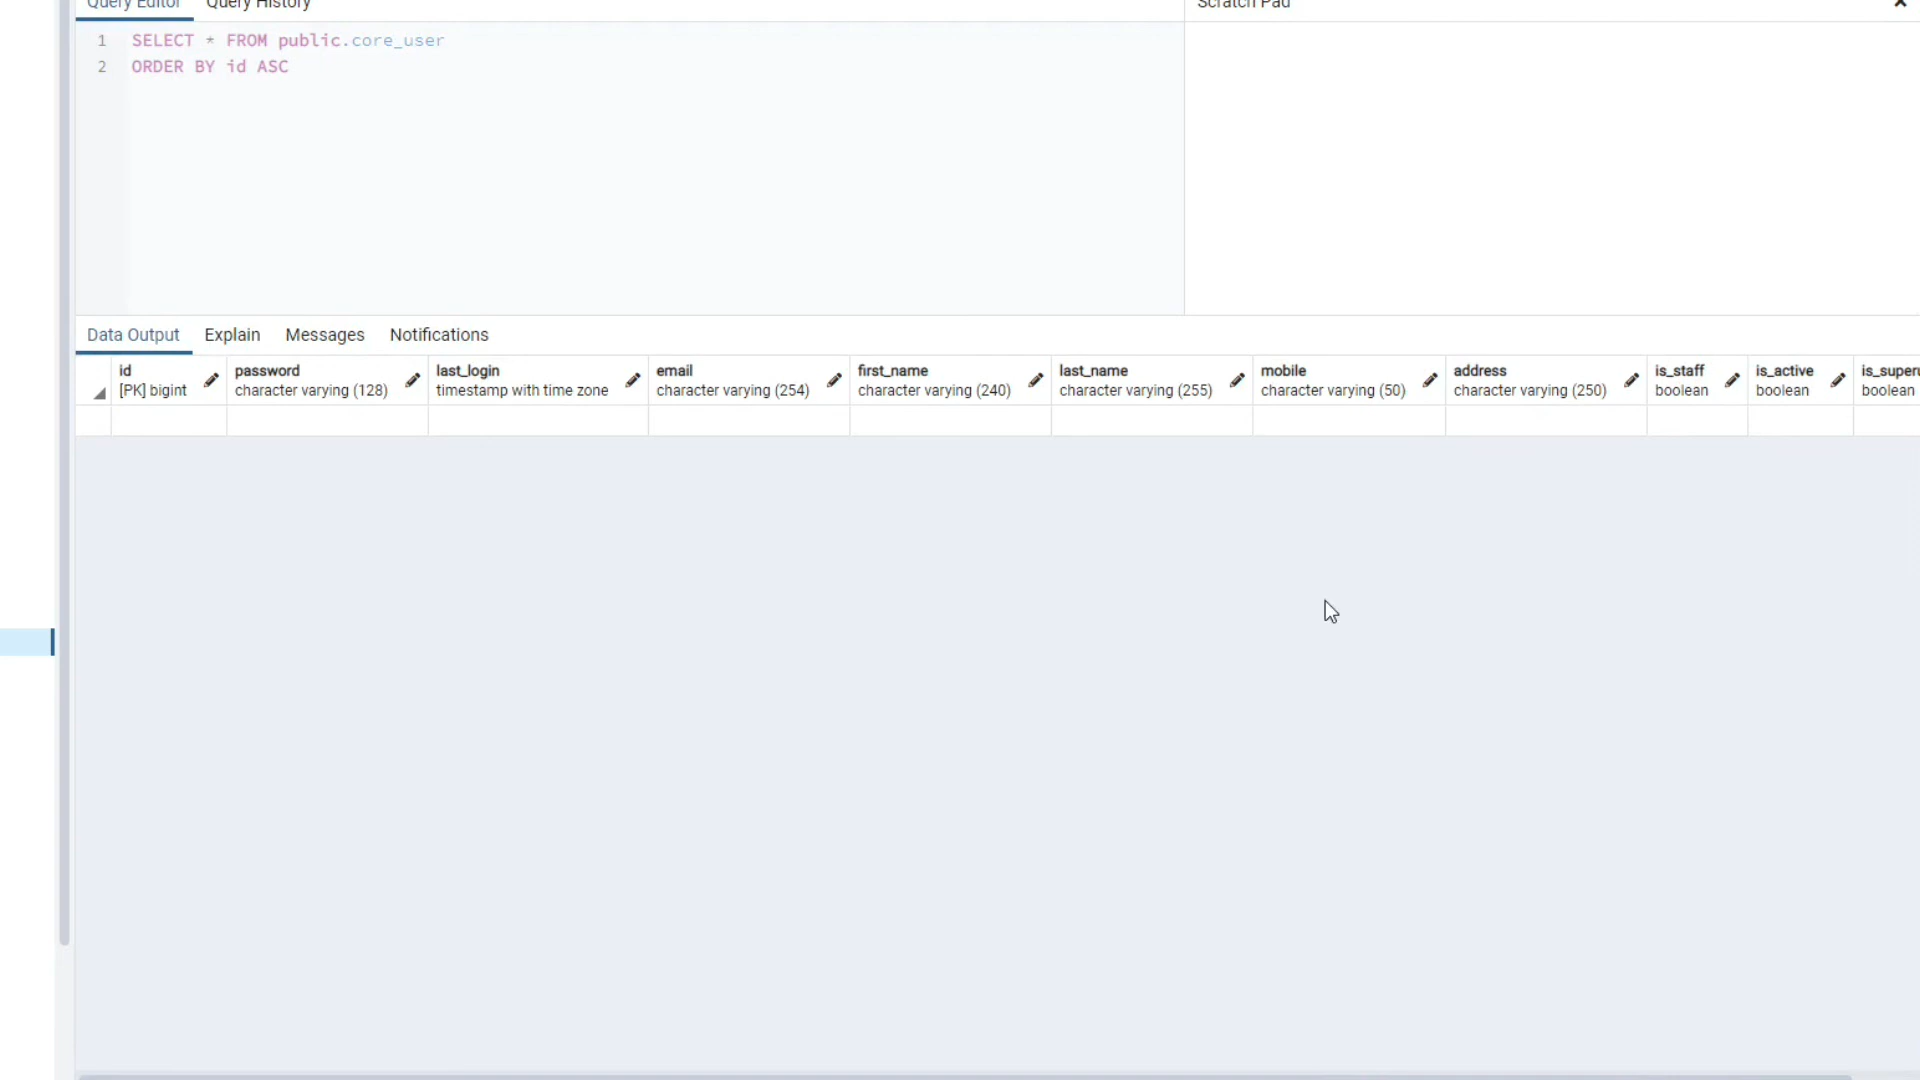 Query Editor Query History
Scratch Pad
1 SELECT * FROM public.core_user
2 ORDER BY id ASC
Data Output Explain Messages Notifications
id password last_login email first_name last_name mobile address is_staff is_active is_superu
[PK] bigint character varying (128) timestamp with time zone character varying (254) character varying (240) character varying (255) character varying (50) character varying (250) boolean boolean boolean